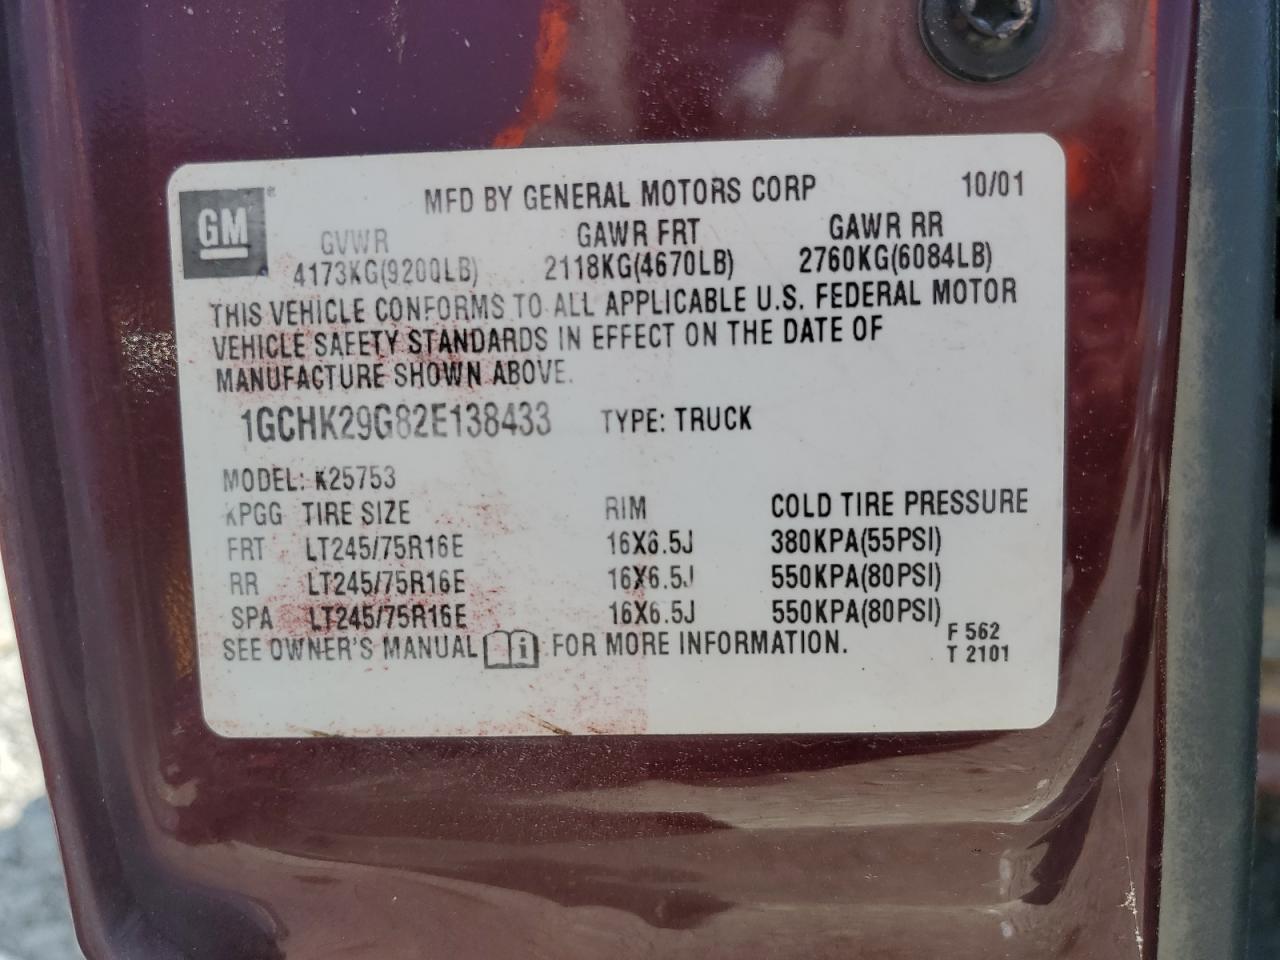 GM®
MFD BY GENERAL MOTORS CORP 10/01
GVWR GAWR FRT GAWR RR
4173KG(9200LB) 2118KG(4670LB) 2760KG(6084LB)
THIS VEHICLE CONFORMS TO ALL APPLICABLE U.S. FEDERAL MOTOR
VEHICLE SAFETY STANDARDS IN EFFECT ON THE DATE OF
MANUFACTURE SHOWN ABOVE.
1GCHK29G82E138433 TYPE: TRUCK
MODEL: K25753
KPGG TIRE SIZE RIM COLD TIRE PRESSURE
FRT LT245/75R16E 16X6.5J 380KPA(55PSI)
RR LT245/75R16E 16X6.5J 550KPA(80PSI)
SPA LT245/75R16E 16X6.5J 550KPA(80PSI)
SEE OWNER'S MANUAL i FOR MORE INFORMATION.
F 562
T 2101